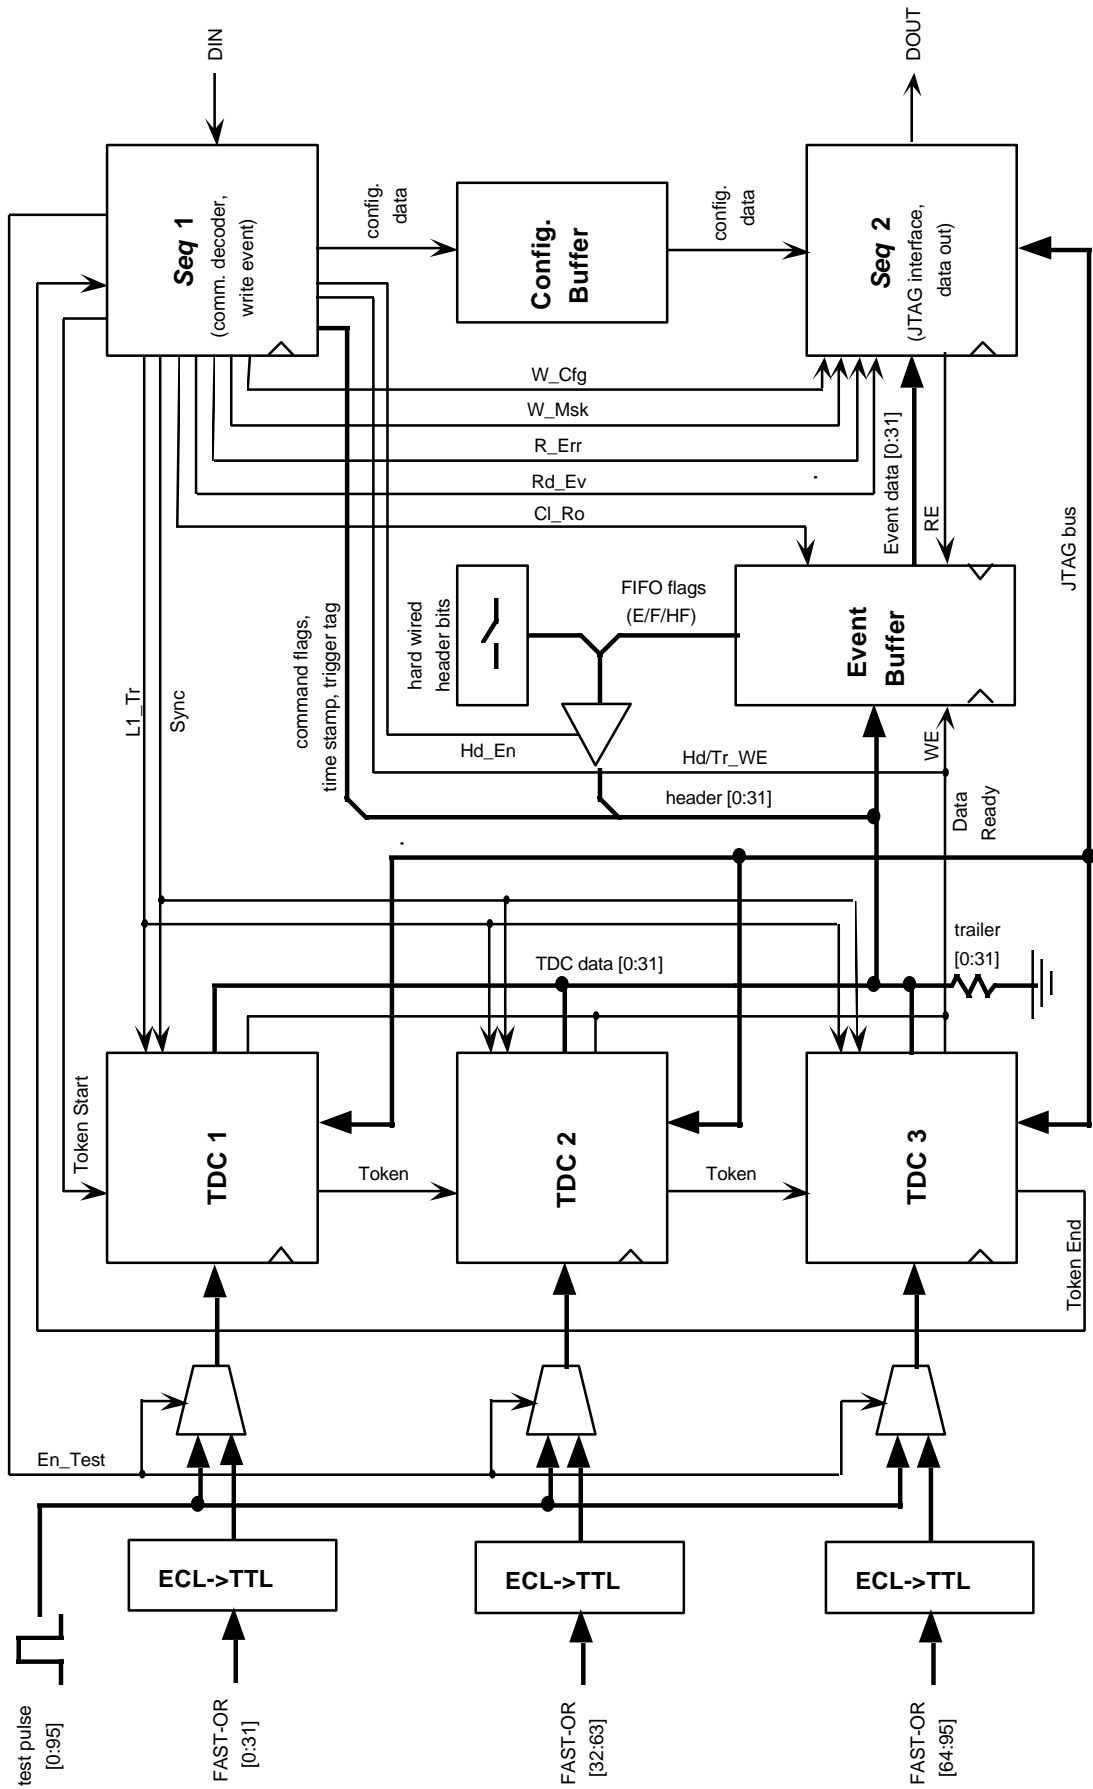 DIN
DOUT
Seq 1
(comm. decoder,
write event)
config.
data
Config.
Buffer
config.
data
Seq 2
(JTAG interface,
data out)
W_Cfg
W_Msk
R_Err
Rd_Ev
Cl_Ro
Event data [0:31]
RE
JTAG bus
L1_Tr
Sync
command flags,
time stamp, trigger tag
hard wired
header bits
FIFO flags
(E/F/HF)
Event
Buffer
Hd_En
Hd/Tr_WE
WE
header [0:31]
Data
Ready
TDC data [0:31]
trailer
[0:31]
Token Start
TDC 1
Token
TDC 2
Token
TDC 3
Token End
En_Test
ECL->TTL
ECL->TTL
ECL->TTL
test pulse
[0:95]
FAST-OR
[0:31]
FAST-OR
[32:63]
FAST-OR
[64:95]